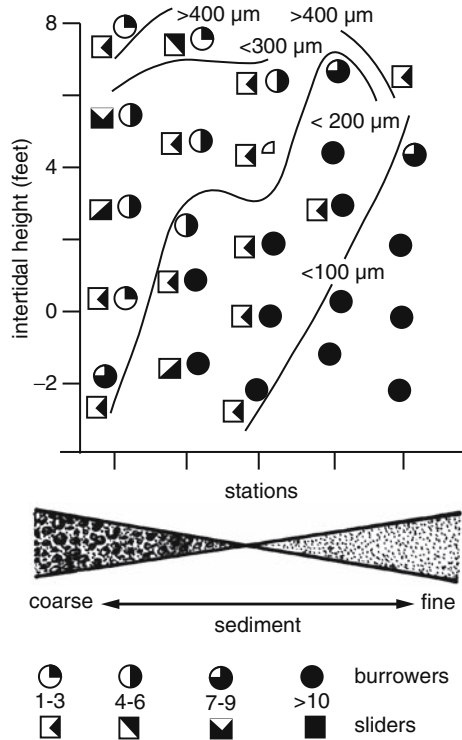 >400 µm
>400 µm
<300 µm
< 200 µm
<100 µm
8
4
0
−2
intertidal height (feet)
stations
coarse
fine
sediment
burrowers
1-3
4-6
7-9
>10
sliders